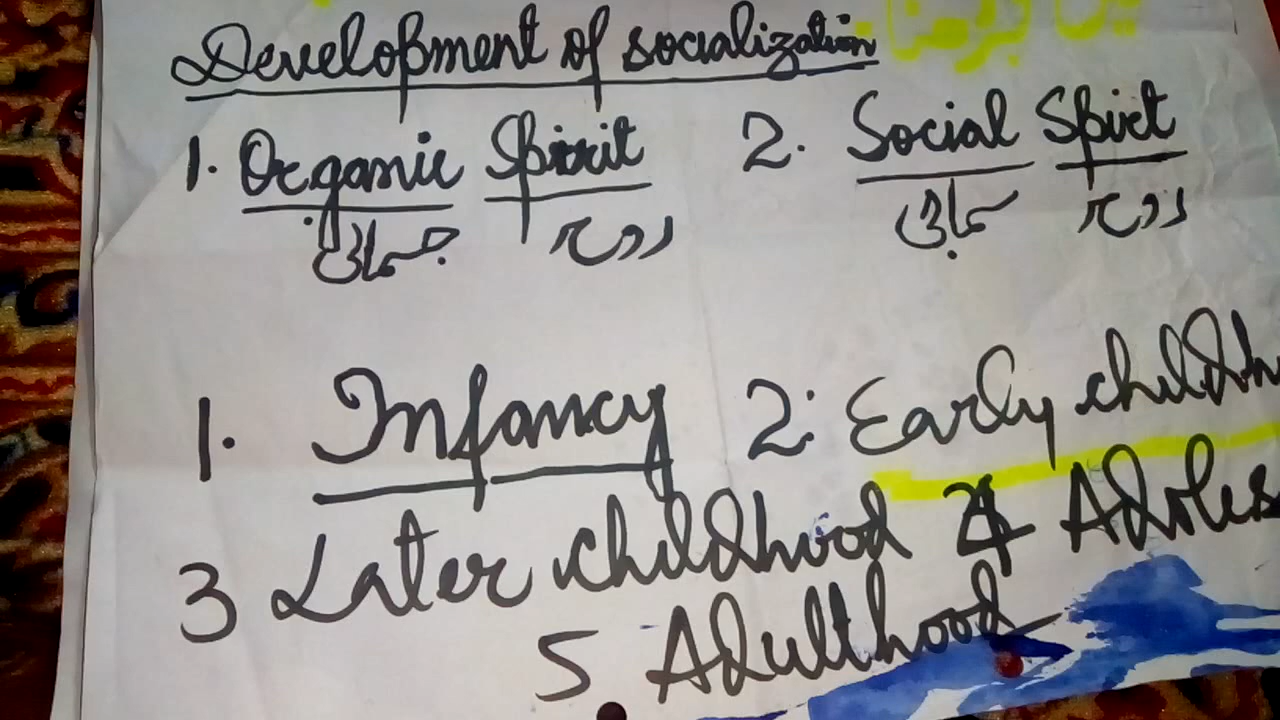 Development of socialization
1. Organic Spirit 2. Social Spirt
جسمانی روح سماجی روح
1. Infancy 2. Early childh
3 Later childhood 4 Adoles
5 Adulthood